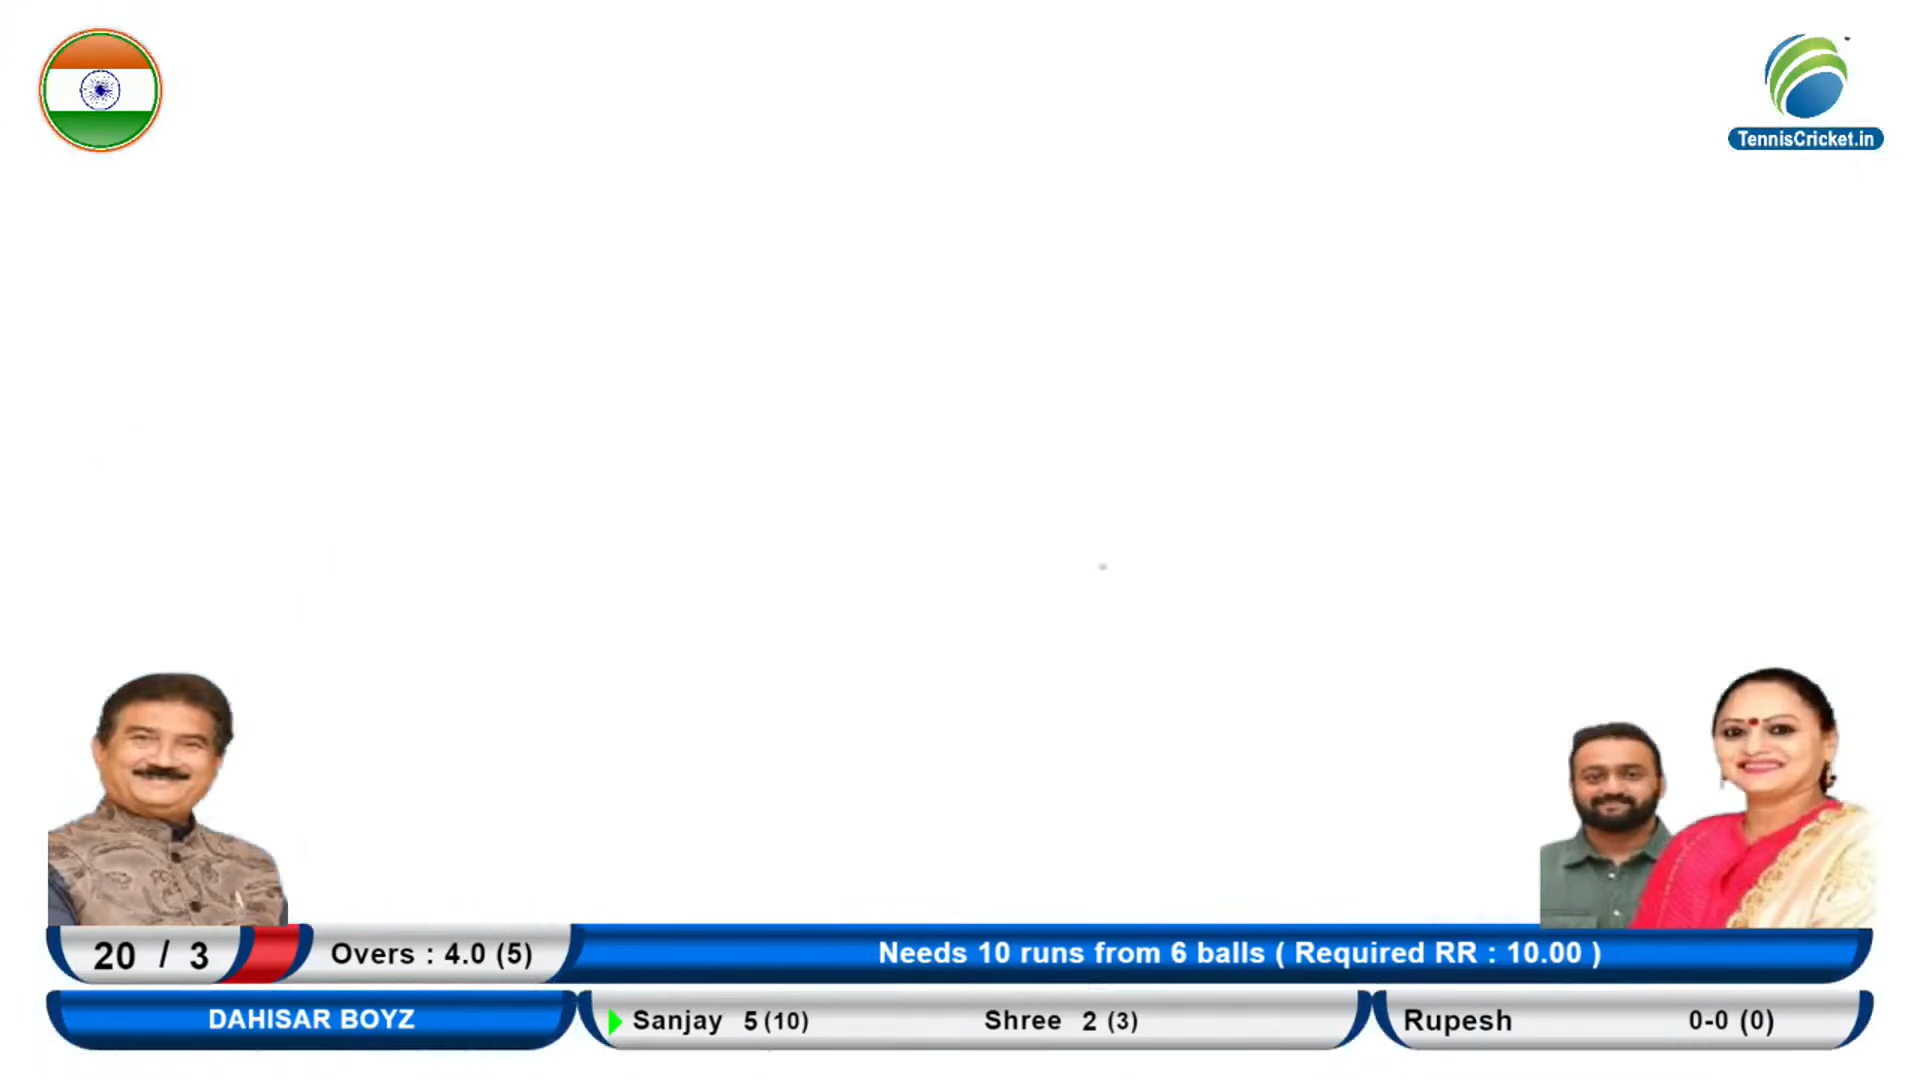 TennisCricket.in
20 / 3
Overs : 4.0 (5)
Needs 10 runs from 6 balls ( Required RR : 10.00 )
DAHISAR BOYZ
Sanjay 5 (10)
Shree 2 (3)
Rupesh 0-0 (0)